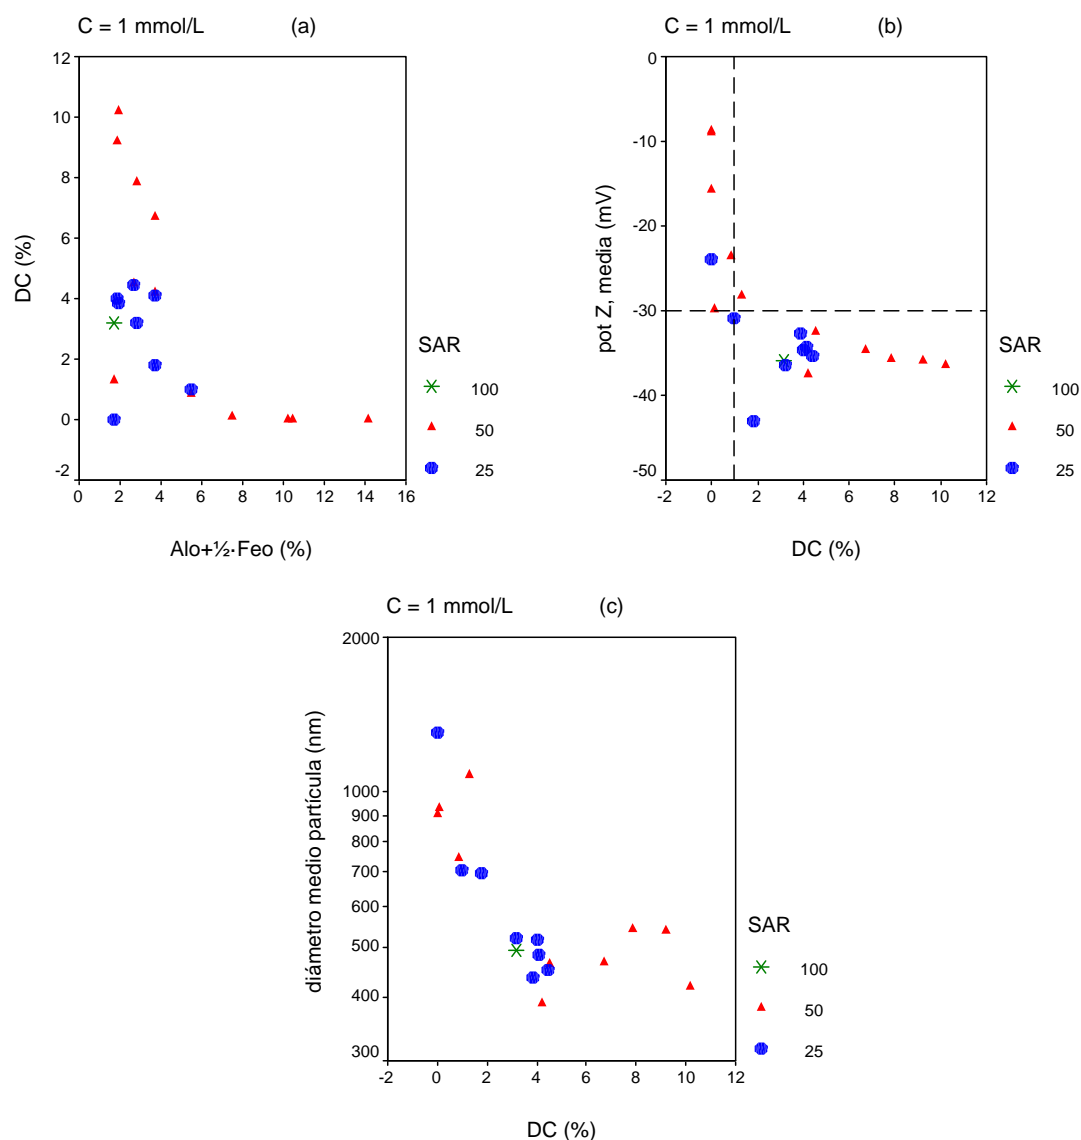 C = 1 mmol/L (a)
12
10
8
6
4
2
0
-2
DC (%)
0 2 4 6 8 10 12 14 16
Alo+½·Feo (%)
SAR
100
50
25
C = 1 mmol/L (b)
0
-10
-20
-30
-40
-50
pot Z, media (mV)
-2 0 2 4 6 8 10 12
DC (%)
SAR
100
50
25
C = 1 mmol/L (c)
2000
1000
900
800
700
600
500
400
300
diámetro medio partícula (nm)
-2 0 2 4 6 8 10 12
DC (%)
SAR
100
50
25